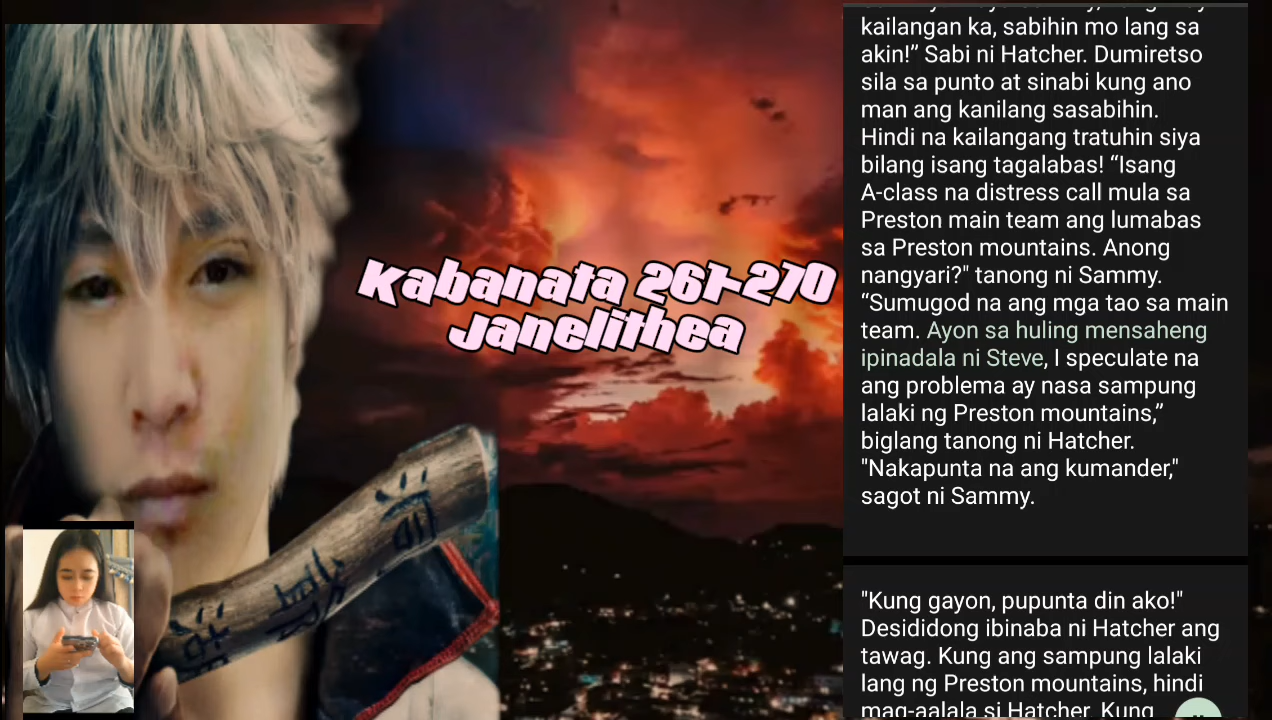 Kabanata 261-270
Janelithea
kailangan ka, sabihin mo lang sa
akin!” Sabi ni Hatcher. Dumiretso
sila sa punto at sinabi kung ano
man ang kanilang sasabihin.
Hindi na kailangang tratuhin siya
bilang isang tagalabas! “Isang
A-class na distress call mula sa
Preston main team ang lumabas
sa Preston mountains. Anong
nangyari?" tanong ni Sammy.
“Sumugod na ang mga tao sa main
team. Ayon sa huling mensaheng
ipinadala ni Steve, I speculate na
ang problema ay nasa sampung
lalaki ng Preston mountains,”
biglang tanong ni Hatcher.
"Nakapunta na ang kumander,"
sagot ni Sammy.
"Kung gayon, pupunta din ako!"
Desididong ibinaba ni Hatcher ang
tawag. Kung ang sampung lalaki
lang ng Preston mountains, hindi
mag-aalala si Hatcher. Kung